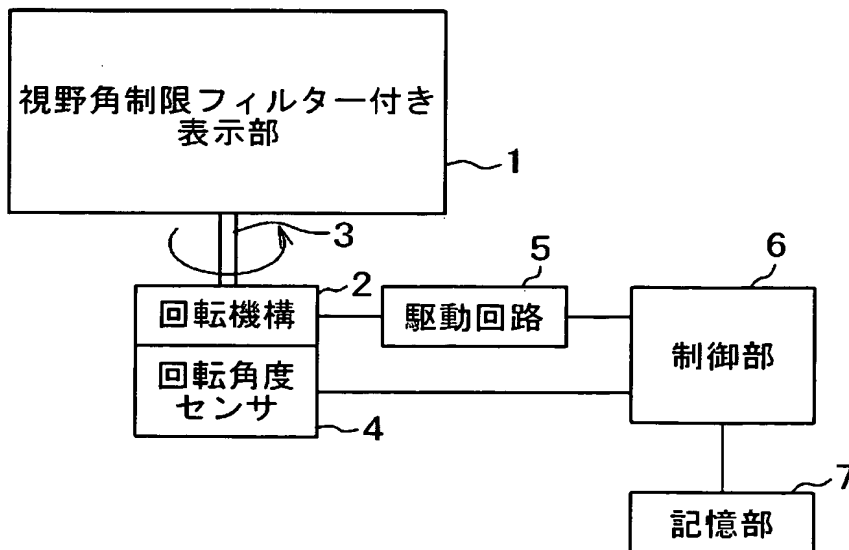 視野角制限フィルター付き
表示部
1
3
2
回転機構
5
駆動回路
6
制御部
回転角度
センサ
4
7
記憶部